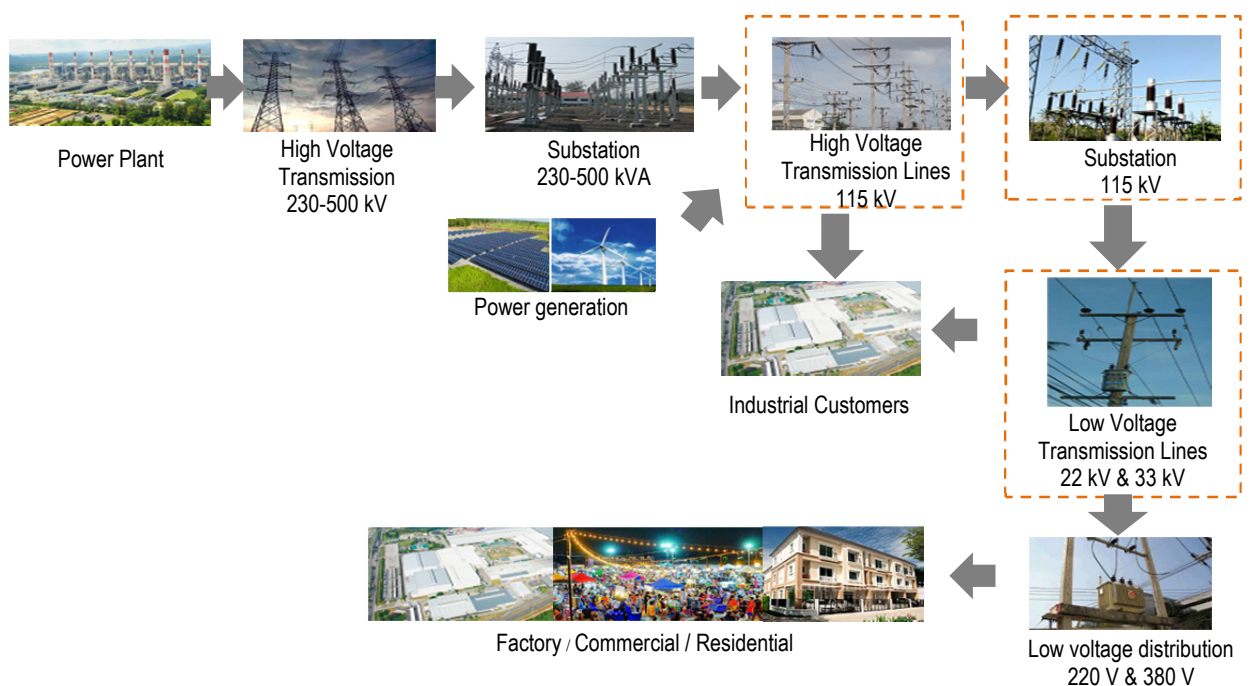 Power Plant
High Voltage
Transmission
230-500 kV
Substation
230-500 kVA
High Voltage
Transmission Lines
115 kV
Substation
115 kV
Power generation
Industrial Customers
Low Voltage
Transmission Lines
22 kV & 33 kV
Factory / Commercial / Residential
Low voltage distribution
220 V & 380 V